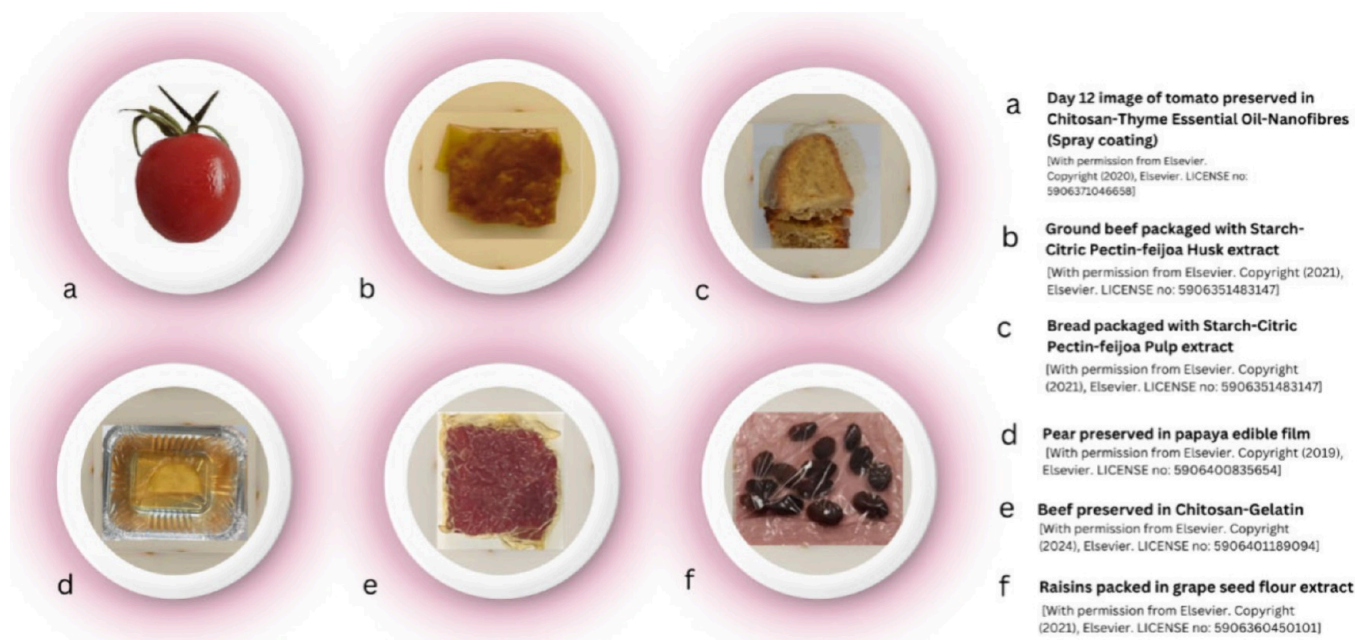 a
b
c
d
e
f
a
Day 12 image of tomato preserved in
Chitosan-Thyme Essential Oil-Nanofibres
(Spray coating)
[With permission from Elsevier.
Copyright (2020), Elsevier. LICENSE no:
5906371046658]
b
Ground beef packaged with Starch-
Citric Pectin-feijoa Husk extract
[With permission from Elsevier. Copyright (2021),
Elsevier. LICENSE no: 5906351483147]
c
Bread packaged with Starch-Citric
Pectin-feijoa Pulp extract
[With permission from Elsevier. Copyright
(2021), Elsevier. LICENSE no: 5906351483147]
d
Pear preserved in papaya edible film
[With permission from Elsevier. Copyright (2019),
Elsevier. LICENSE no: 5906400835654]
e
Beef preserved in Chitosan-Gelatin
[With permission from Elsevier. Copyright
(2024), Elsevier. LICENSE no: 5906401189094]
f
Raisins packed in grape seed flour extract
[With permission from Elsevier. Copyright
(2021), Elsevier. LICENSE no: 5906360450101]